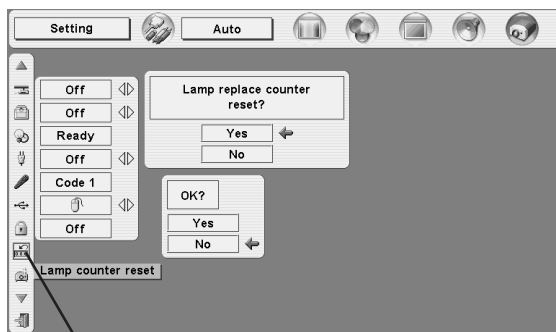 Setting
Auto
Off
Off
Ready
Off
Code 1
Off
Lamp replace counter
reset?
Yes
No
OK?
Yes
No
Lamp counter reset